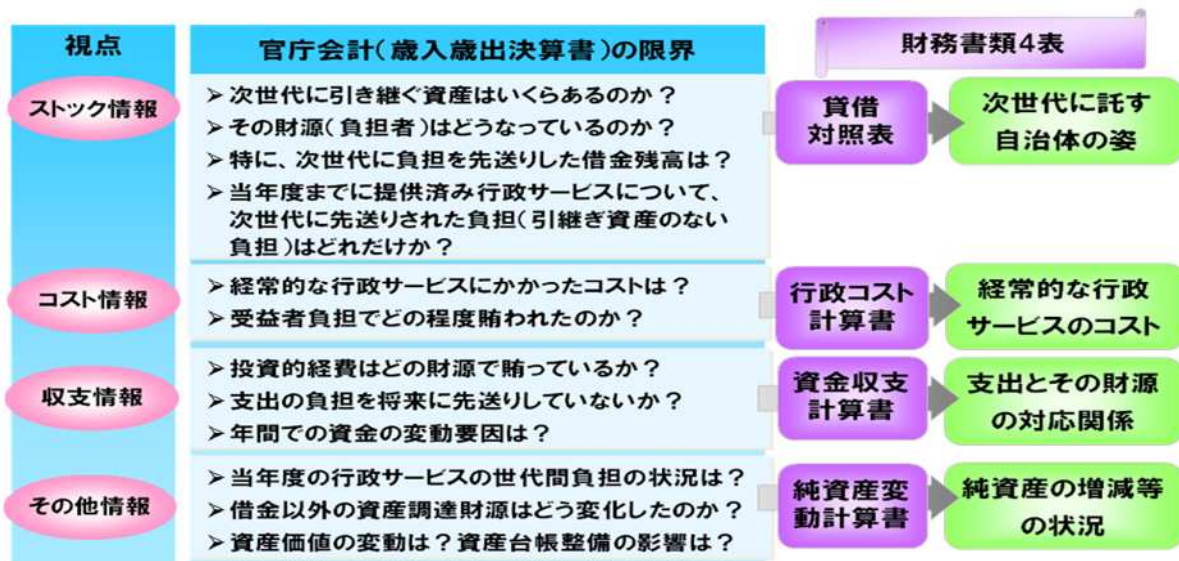 視点
官庁会計(歳入歳出決算書)の限界
財務書類4表
ストック情報
➢次世代に引き継ぐ資産はいくらあるのか?
➢その財源(負担者)はどうなっているのか?
➢特に、次世代に負担を先送りした借金残高は?
➢当年度までに提供済み行政サービスについて、
次世代に先送りされた負担(引継ぎ資産のない
負担)はどれだけか?
貸借
対照表
次世代に託す
自治体の姿
コスト情報
➢経常的な行政サービスにかかったコストは?
➢受益者負担でどの程度賄われたのか?
行政コスト
計算書
経常的な行政
サービスのコスト
収支情報
➢投資的経費はどの財源で賄っているか?
➢支出の負担を将来に先送りしていないか?
➢年間での資金の変動要因は?
資金収支
計算書
支出とその財源
の対応関係
その他情報
➢当年度の行政サービスの世代間負担の状況は?
➢借金以外の資産調達財源はどう変化したのか?
➢資産価値の変動は?資産台帳整備の影響は?
純資産変
動計算書
純資産の増減等
の状況